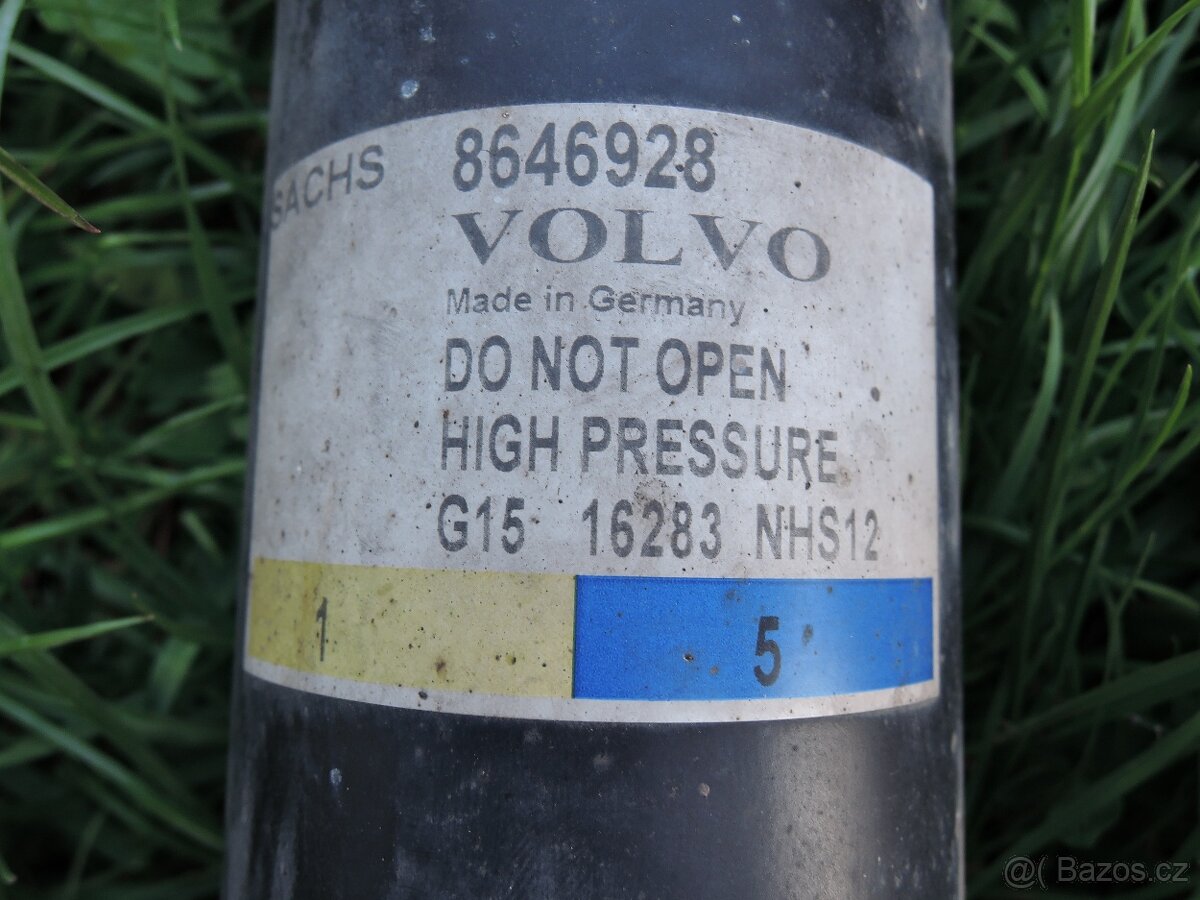 SACHS 8646928
VOLVO
Made in Germany
DO NOT OPEN
HIGH PRESSURE
G15 16283 NHS12
1 5
@( Bazos.cz